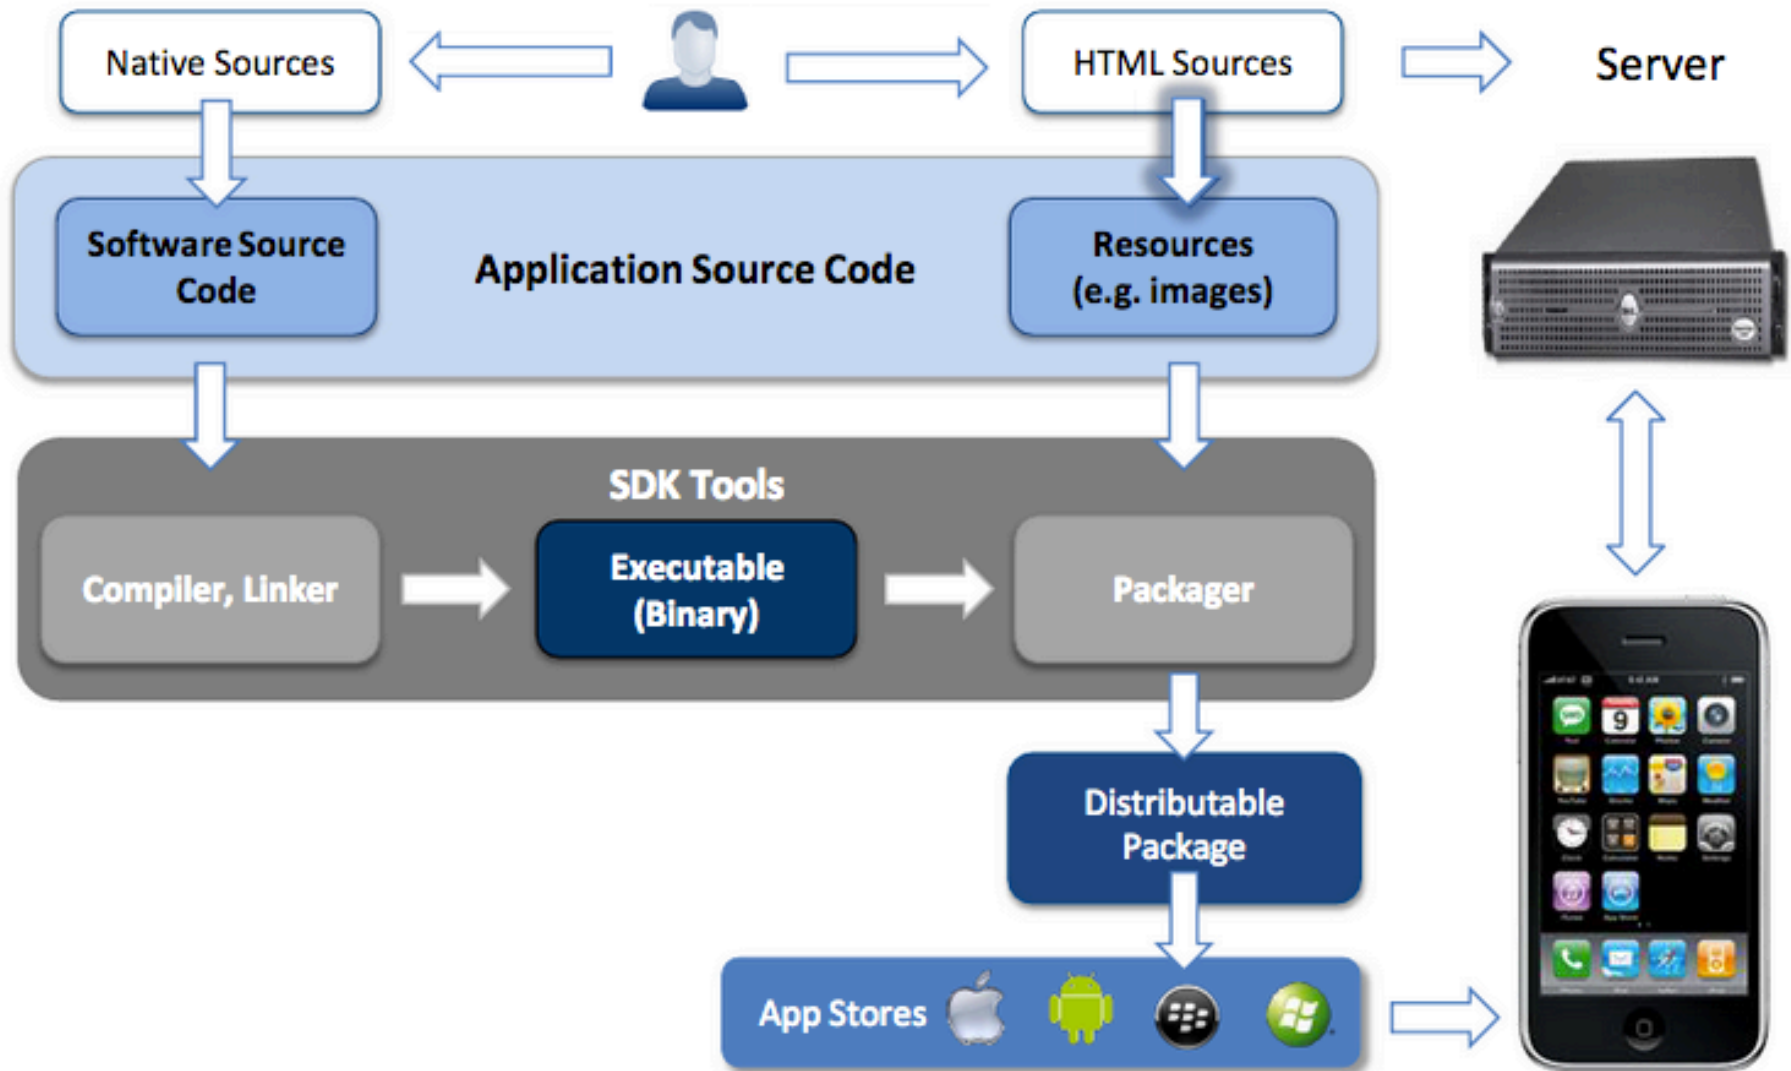 Native Sources
HTML Sources
Server
Software Source
Code
Application Source Code
Resources
(e.g. images)
SDK Tools
Compiler, Linker
Executable
(Binary)
Packager
Distributable
Package
App Stores
9